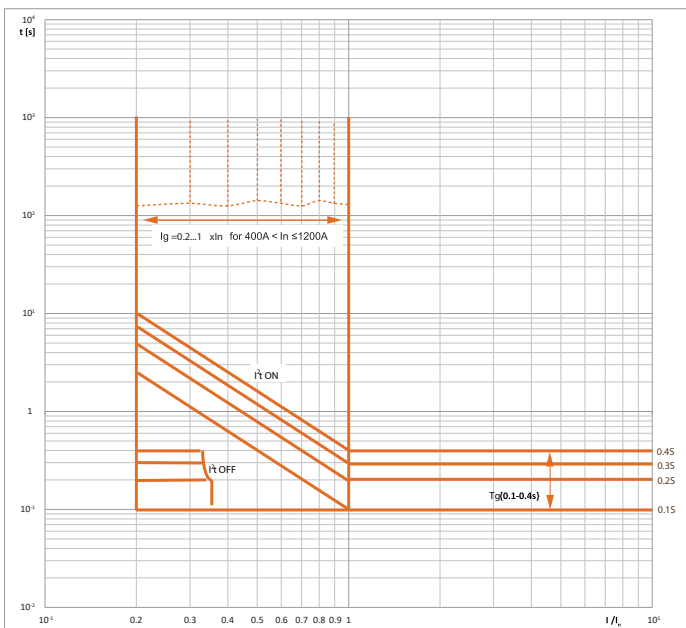 10⁴
t [s]
10³
10²
Ig =0.2...1 xIn for 400A < In ≤1200A
10¹
I²t ON
1
0.4S
I²t OFF
0.3S
0.2S
Tg{0.1-0.4s}
10⁻¹
0.1S
10⁻²
10⁻¹ 0.2 0.3 0.4 0.5 0.6 0.7 0.8 0.9 1 I /Iₙ 10¹